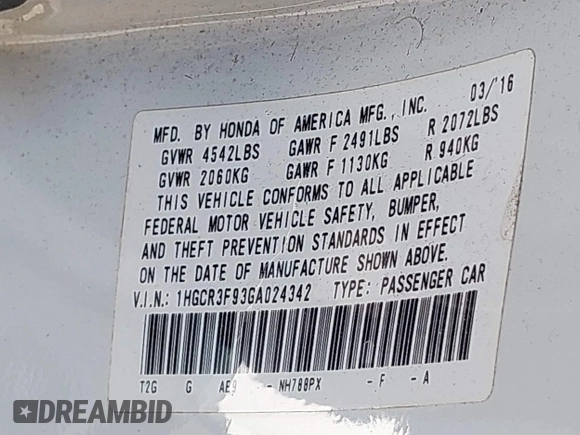 MFD. BY HONDA OF AMERICA MFG., INC. 03/'16
GVWR 4542LBS GAWR F 2491LBS R 2072LBS
GVWR 2060KG GAWR F 1130KG R 940KG
THIS VEHICLE CONFORMS TO ALL APPLICABLE
FEDERAL MOTOR VEHICLE SAFETY, BUMPER,
AND THEFT PREVENTION STANDARDS IN EFFECT
ON THE DATE OF MANUFACTURE SHOWN ABOVE.
V.I.N.: 1HGCR3F93GA024342 TYPE: PASSENGER CAR
T2G G AE9 - NH788PX -F -A
DREAMBID